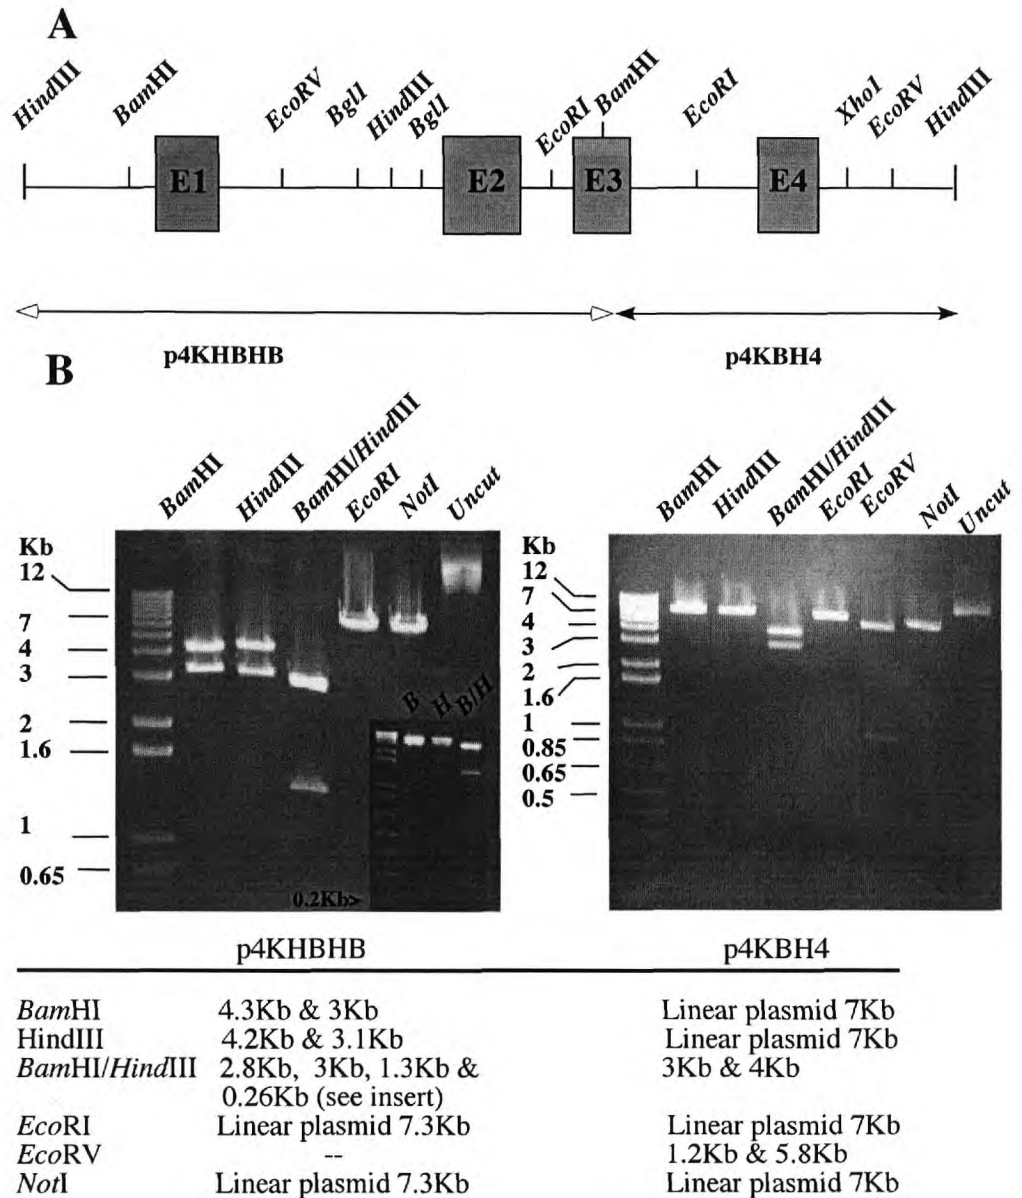 A
HindIII
BamHI
EcoRV
Bgl1
HindIII
Bgl1
EcoRI
BamHI
EcoRI
Xho1
EcoRV
HindIII
E1
E2
E3
E4
p4KHBHB
p4KBH4
B
BamHI
HindIII
BamHI/HindIII
EcoRI
NotI
Uncut
Kb
12
7
4
3
2
1.6
1
0.65
B
H
B/H
0.2Kb>
BamHI
HindIII
BamHI/HindIII
EcoRI
EcoRV
NotI
Uncut
Kb
12
7
4
3
2
1.6
1
0.85
0.65
0.5
p4KHBHB p4KBH4
BamHI 4.3Kb & 3Kb Linear plasmid 7Kb
HindIII 4.2Kb & 3.1Kb Linear plasmid 7Kb
BamHI/HindIII 2.8Kb, 3Kb, 1.3Kb & 3Kb & 4Kb
0.26Kb (see insert)
EcoRI Linear plasmid 7.3Kb Linear plasmid 7Kb
EcoRV -- 1.2Kb & 5.8Kb
NotI Linear plasmid 7.3Kb Linear plasmid 7Kb